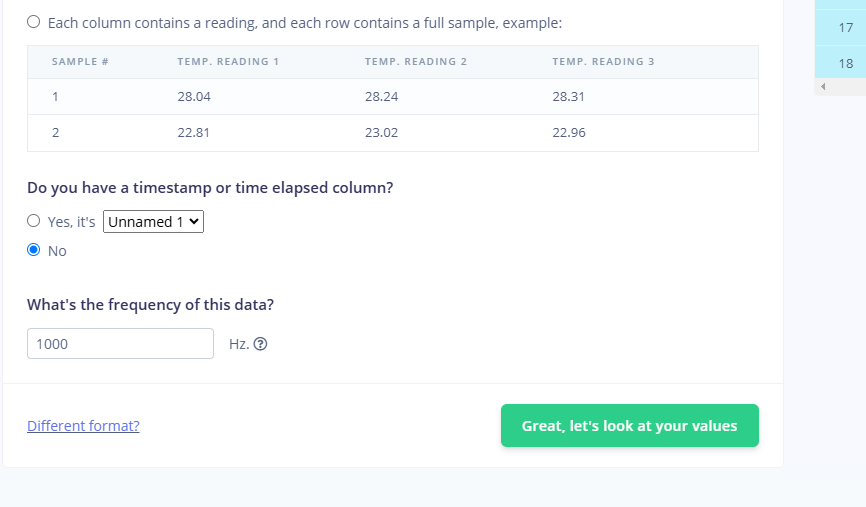 Each column contains a reading, and each row contains a full sample, example:
SAMPLE # TEMP. READING 1 TEMP. READING 2 TEMP. READING 3
1 28.04 28.24 28.31
2 22.81 23.02 22.96
17
18
Do you have a timestamp or time elapsed column?
Yes, it's Unnamed 1
No
What's the frequency of this data?
1000 Hz. ?
Different format? Great, let's look at your values